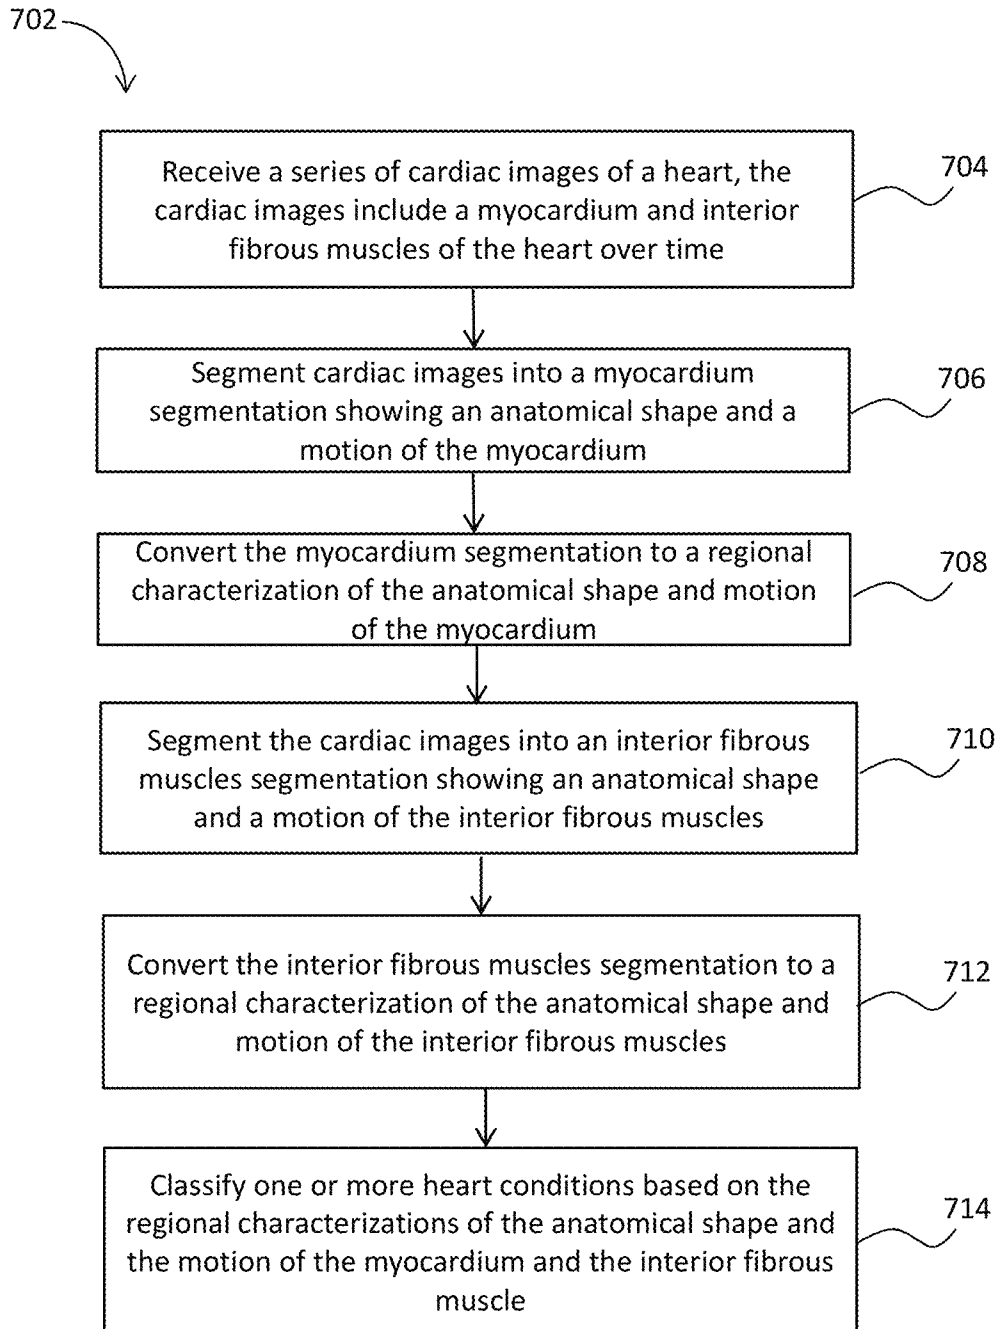 702
Receive a series of cardiac images of a heart, the
cardiac images include a myocardium and interior
fibrous muscles of the heart over time
704
Segment cardiac images into a myocardium
segmentation showing an anatomical shape and a
motion of the myocardium
706
Convert the myocardium segmentation to a regional
characterization of the anatomical shape and motion
of the myocardium
708
Segment the cardiac images into an interior fibrous
muscles segmentation showing an anatomical shape
and a motion of the interior fibrous muscles
710
Convert the interior fibrous muscles segmentation to a
regional characterization of the anatomical shape and
motion of the interior fibrous muscles
712
Classify one or more heart conditions based on the
regional characterizations of the anatomical shape and
the motion of the myocardium and the interior fibrous
muscle
714